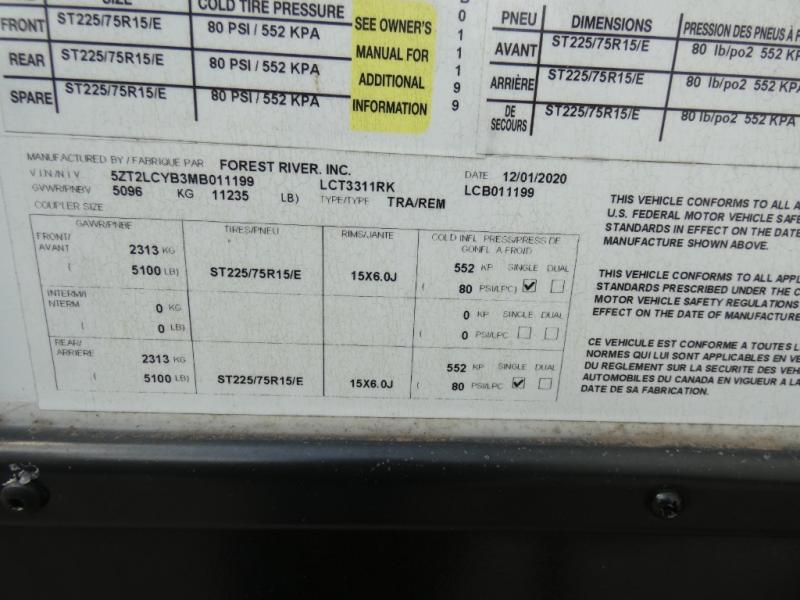 SIZE COLD TIRE PRESSURE
FRONT ST225/75R15/E 80 PSI / 552 KPA
REAR ST225/75R15/E 80 PSI / 552 KPA
SPARE ST225/75R15/E 80 PSI / 552 KPA
SEE OWNER'S
MANUAL FOR
ADDITIONAL
INFORMATION
0
1
1
1
9
9
PNEU DIMENSIONS PRESSION DES PNEUS À
AVANT ST225/75R15/E 80 lb/po2 552 KPA
ARRIÈRE ST225/75R15/E 80 lb/po2 552 KPA
DE SECOURS ST225/75R15/E 80 lb/po2 552 KPA
MANUFACTURED BY / FABRIQUE PAR FOREST RIVER. INC.
V.I.N./N.I.V. 5ZT2LCYB3MB011199 LCT3311RK DATE 12/01/2020
GVWR/PNBV 5096 KG 11235 LB) TYPE/TYPE TRA/REM LCB011199
COUPLER SIZE
GAWR/PNBE TIRES/PNEU RIMS/JANTE COLD INFL PRESS/PRESS DE
GONFL A FROID
FRONT/
AVANT 2313 KG 552 KP SINGLE DUAL
( 5100 LB) ST225/75R15/E 15X6.0J ( 80 PSI/LPC)
INTERM/I
NTERM 0 KG 0 KP SINGLE DUAL
( 0 LB) ( 0 PSI/LPC
REAR/
ARRIERE 2313 KG 552 KP SINGLE DUAL
( 5100 LB) ST225/75R15/E 15X6.0J ( 80 PSI/LPC
THIS VEHICLE CONFORMS TO ALL
U.S. FEDERAL MOTOR VEHICLE
STANDARDS IN EFFECT ON THE DATE
MANUFACTURE SHOWN ABOVE.
THIS VEHICLE CONFORMS TO ALL
STANDARDS PRESCRIBED UNDER THE
MOTOR VEHICLE SAFETY REGULATIONS
EFFECT ON THE DATE OF MANUFACTURE
CE VEHICULE EST CONFORME A TOUTES
NORMES QUI LUI SONT APPLICABLES EN
DU REGLEMENT SUR LA SECURITE DES
AUTOMOBILES DU CANADA EN VIGUEUR A LA
DATE DE SA FABRICATION.